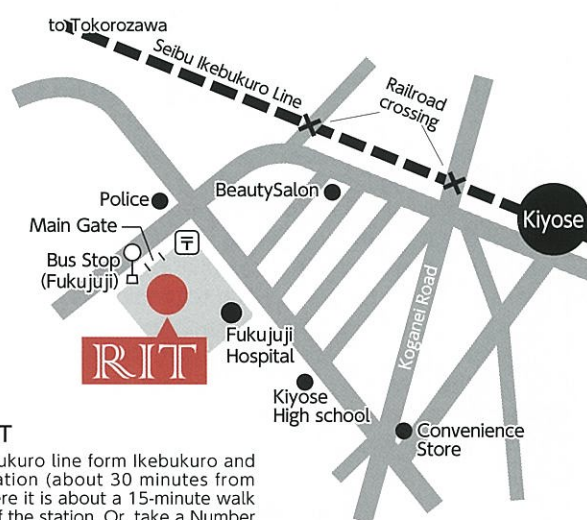 to Tokorozawa
Seibu Ikebukuro Line
Railroad
crossing
Police
BeautySalon
Kiyose
Main Gate
〒
Bus Stop
(Fukujuji)
Koganei Road
RIT
Fukujuji
Hospital
Kiyose
High school
Convenience
Store
T
ukuro line form Ikebukuro and
ation (about 30 minutes from
ere it is about a 15-minute walk
f the station. Or, take a Number